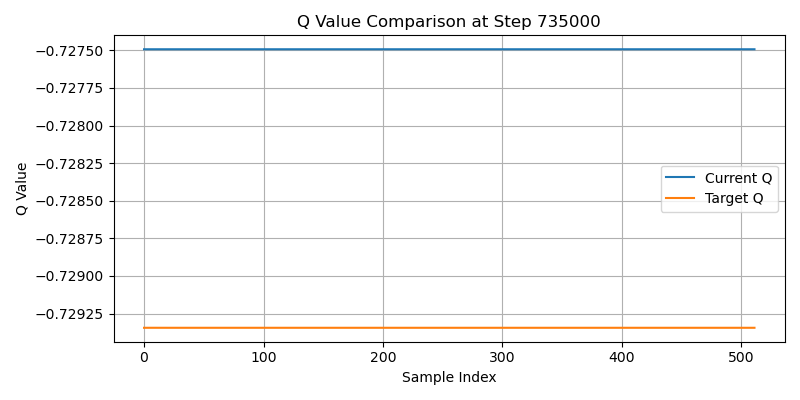 Q Value Comparison at Step 735000
−0.72750
−0.72775
−0.72800
−0.72825
−0.72850
−0.72875
−0.72900
−0.72925
Q Value
Current Q
Target Q
0
100
200
300
400
500
Sample Index